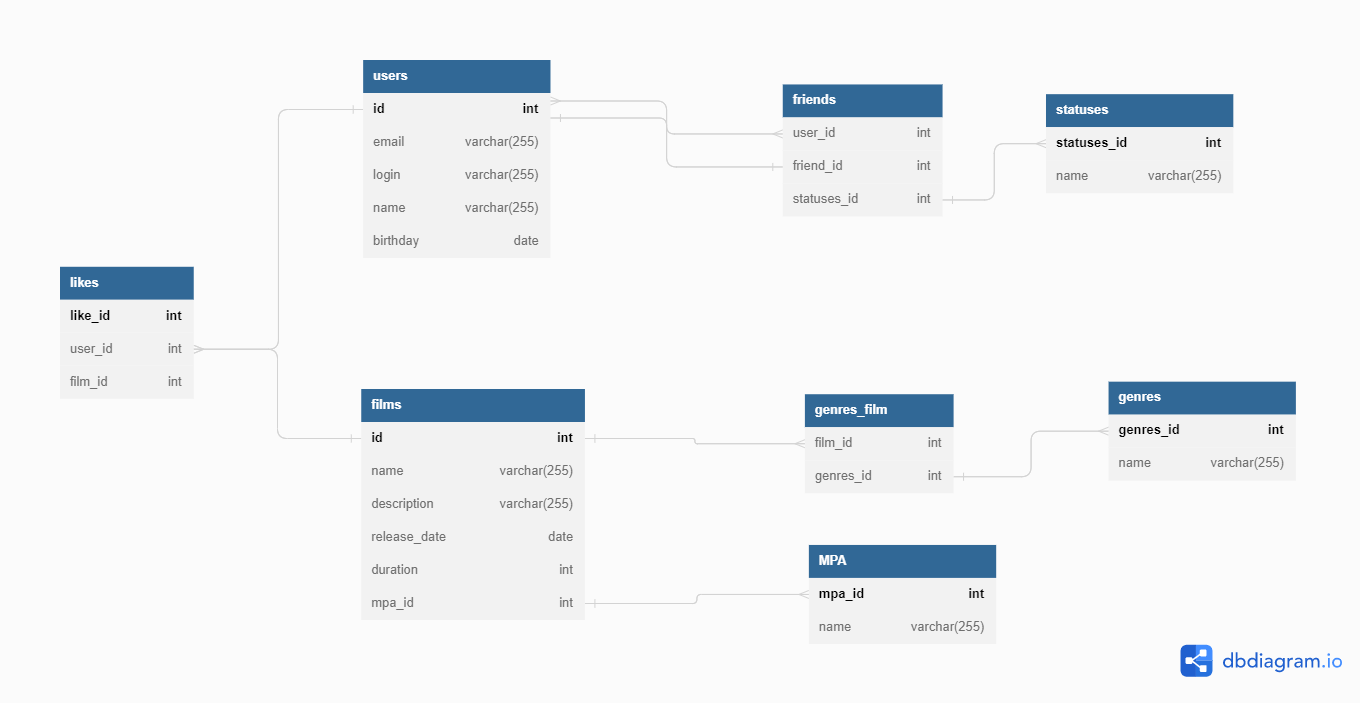 users
id int
email varchar(255)
login varchar(255)
name varchar(255)
birthday date
friends
user_id int
friend_id int
statuses_id int
statuses
statuses_id int
name varchar(255)
likes
like_id int
user_id int
film_id int
films
id int
name varchar(255)
description varchar(255)
release_date date
duration int
mpa_id int
genres_film
film_id int
genres_id int
genres
genres_id int
name varchar(255)
MPA
mpa_id int
name varchar(255)
dbdiagram.io